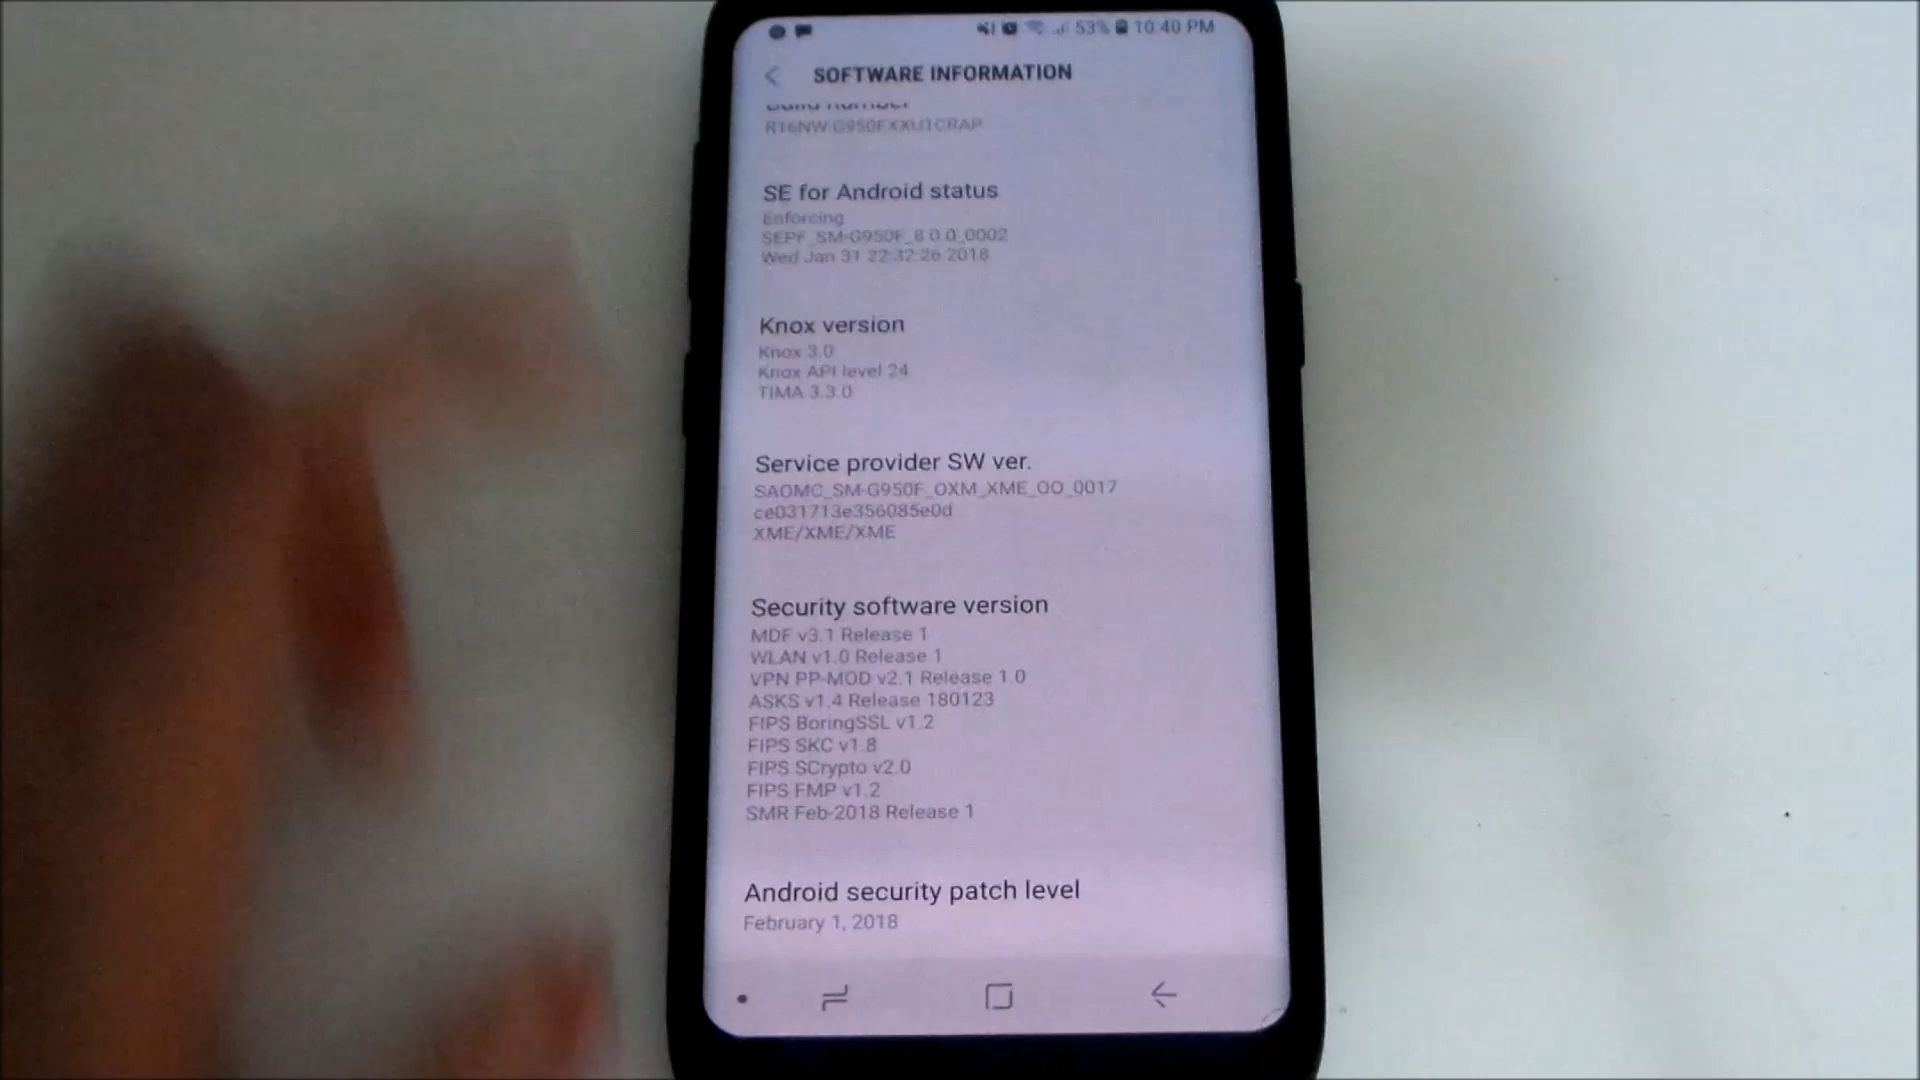 53% 10:40 PM
SOFTWARE INFORMATION
Build number
R16NW.G950FXXU1CRAP
SE for Android status
Enforcing
SEPF_SM-G950F_8.0.0_0002
Wed Jan 31 22:32:26 2018
Knox version
Knox 3.0
Knox API level 24
TIMA 3.3.0
Service provider SW ver.
SAOMC_SM-G950F_OXM_XME_OO_0017
ce031713e356085e0d
XME/XME/XME
Security software version
MDF v3.1 Release 1
WLAN v1.0 Release 1
VPN PP-MOD v2.1 Release 1.0
ASKS v1.4 Release 180123
FIPS BoringSSL v1.2
FIPS SKC v1.8
FIPS SCrypto v2.0
FIPS FMP v1.2
SMR Feb-2018 Release 1
Android security patch level
February 1, 2018